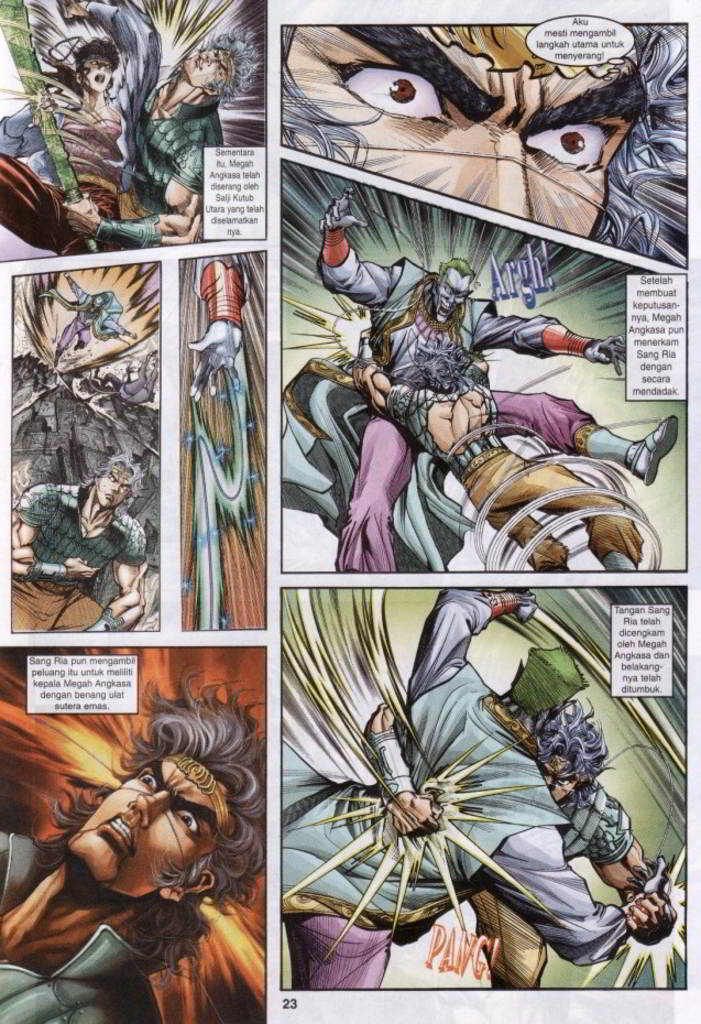 Sementara
itu, Megah
Angkasa telah
diserang oleh
Salji Kutub
Utara yang telah
diselamatkan
nya.
Sang Ria pun mengambil
peluang itu untuk meliliti
kepala Megah Angkasa
dengan benang ulat
sutera emas.
Aku
mesti mengambil
langkah utama untuk
menyerang!
Argh!
Setelah
membuat
keputusan-
nya, Megah
Angkasa pun
menerkam
Sang Ria
dengan
secara
mendadak.
Tangan Sang
Ria telah
dicengkam
oleh Megah
Angkasa dan
belakang-
nya telah
ditumbuk.
PANG!
23